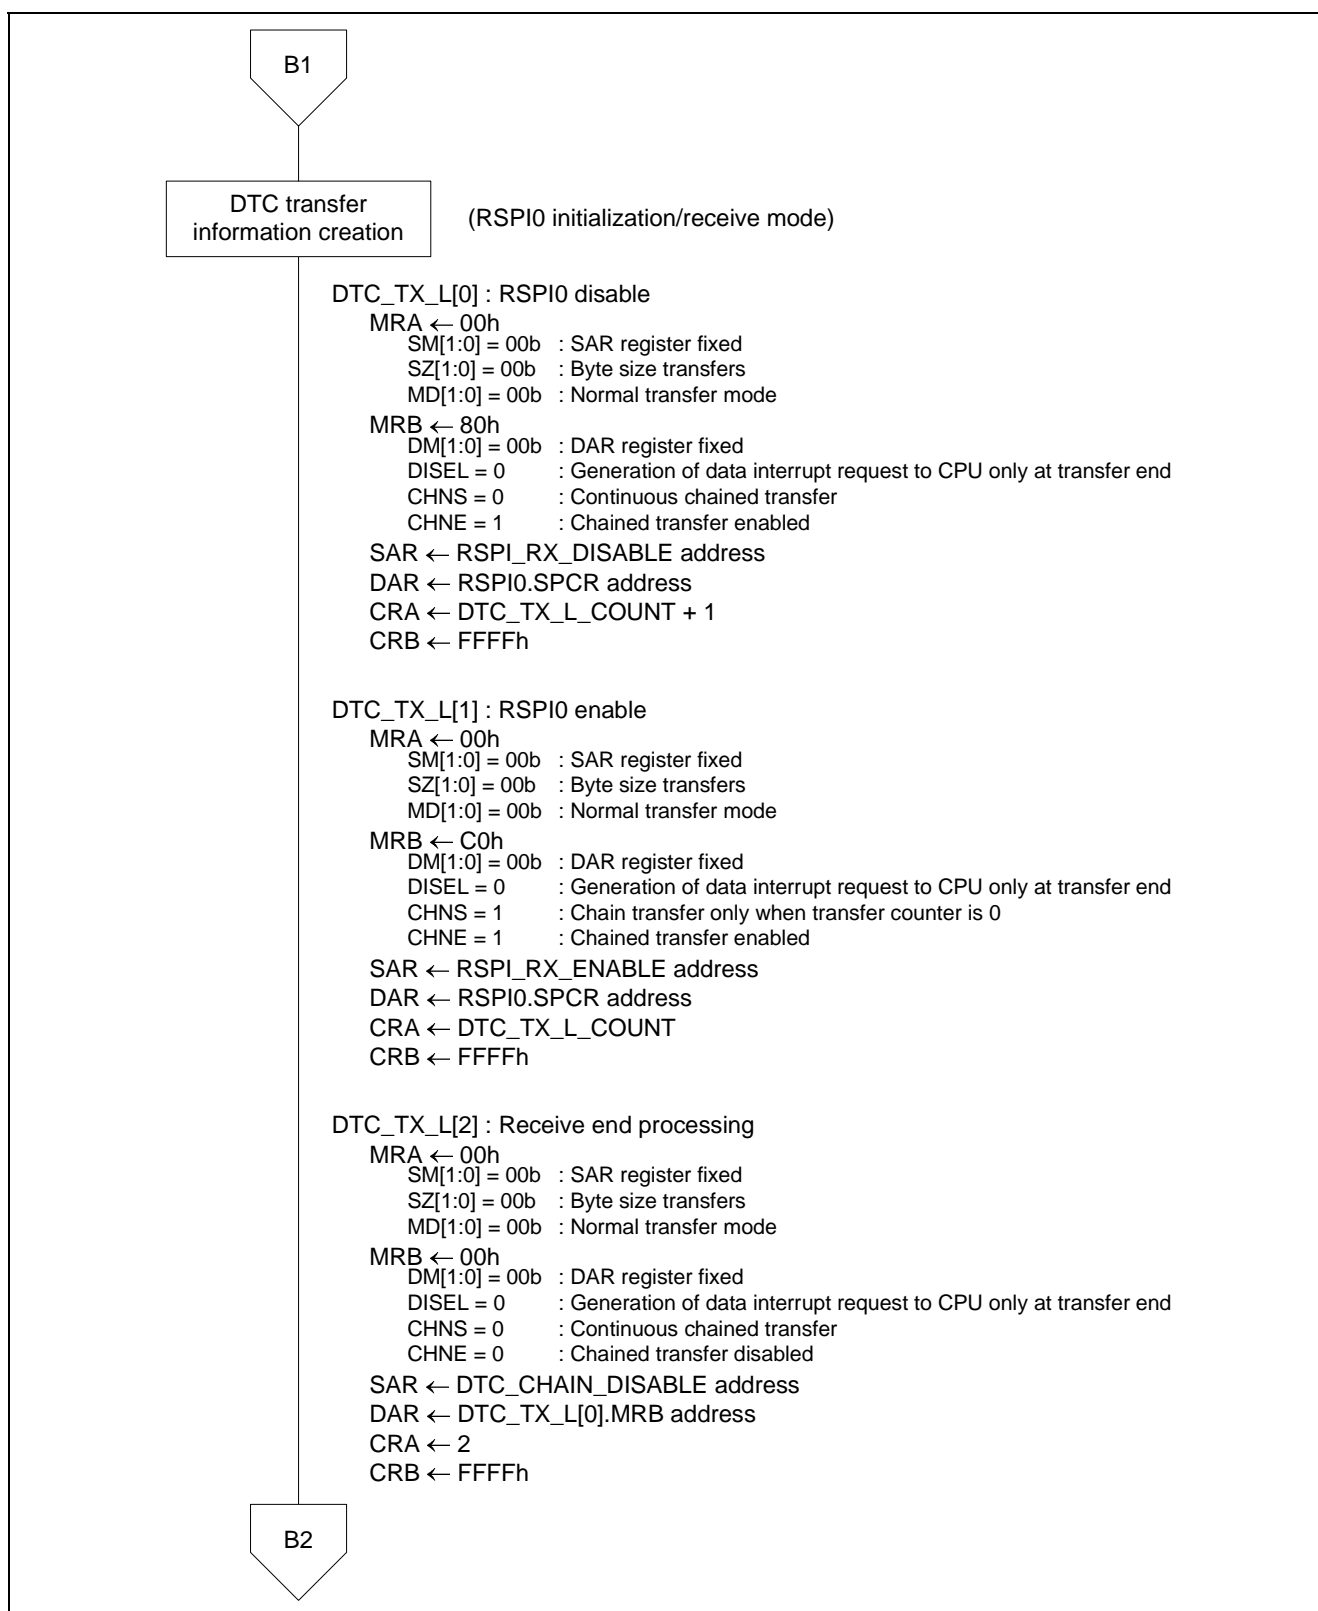 B1
DTC transfer
information creation
(RSPI0 initialization/receive mode)
DTC_TX_L[0] : RSPI0 disable
MRA ← 00h
SM[1:0] = 00b : SAR register fixed
SZ[1:0] = 00b : Byte size transfers
MD[1:0] = 00b : Normal transfer mode
MRB ← 80h
DM[1:0] = 00b : DAR register fixed
DISEL = 0 : Generation of data interrupt request to CPU only at transfer end
CHNS = 0 : Continuous chained transfer
CHNE = 1 : Chained transfer enabled
SAR ← RSPI_RX_DISABLE address
DAR ← RSPI0.SPCR address
CRA ← DTC_TX_L_COUNT + 1
CRB ← FFFFh
DTC_TX_L[1] : RSPI0 enable
MRA ← 00h
SM[1:0] = 00b : SAR register fixed
SZ[1:0] = 00b : Byte size transfers
MD[1:0] = 00b : Normal transfer mode
MRB ← C0h
DM[1:0] = 00b : DAR register fixed
DISEL = 0 : Generation of data interrupt request to CPU only at transfer end
CHNS = 1 : Chain transfer only when transfer counter is 0
CHNE = 1 : Chained transfer enabled
SAR ← RSPI_RX_ENABLE address
DAR ← RSPI0.SPCR address
CRA ← DTC_TX_L_COUNT
CRB ← FFFFh
DTC_TX_L[2] : Receive end processing
MRA ← 00h
SM[1:0] = 00b : SAR register fixed
SZ[1:0] = 00b : Byte size transfers
MD[1:0] = 00b : Normal transfer mode
MRB ← 00h
DM[1:0] = 00b : DAR register fixed
DISEL = 0 : Generation of data interrupt request to CPU only at transfer end
CHNS = 0 : Continuous chained transfer
CHNE = 0 : Chained transfer disabled
SAR ← DTC_CHAIN_DISABLE address
DAR ← DTC_TX_L[0].MRB address
CRA ← 2
CRB ← FFFFh
B2